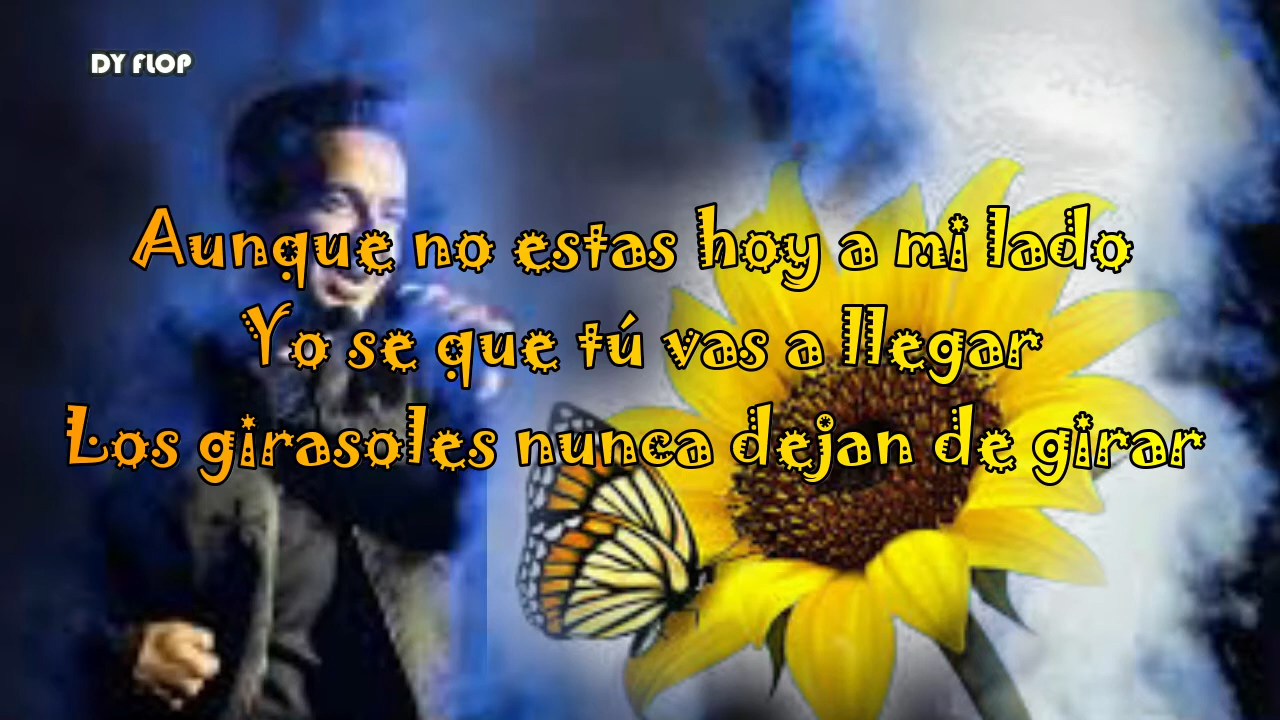 DY FLOP
Aunque no estas hoy a mi lado
Yo se que tú vas a llegar
Los girasoles nunca dejan de girar